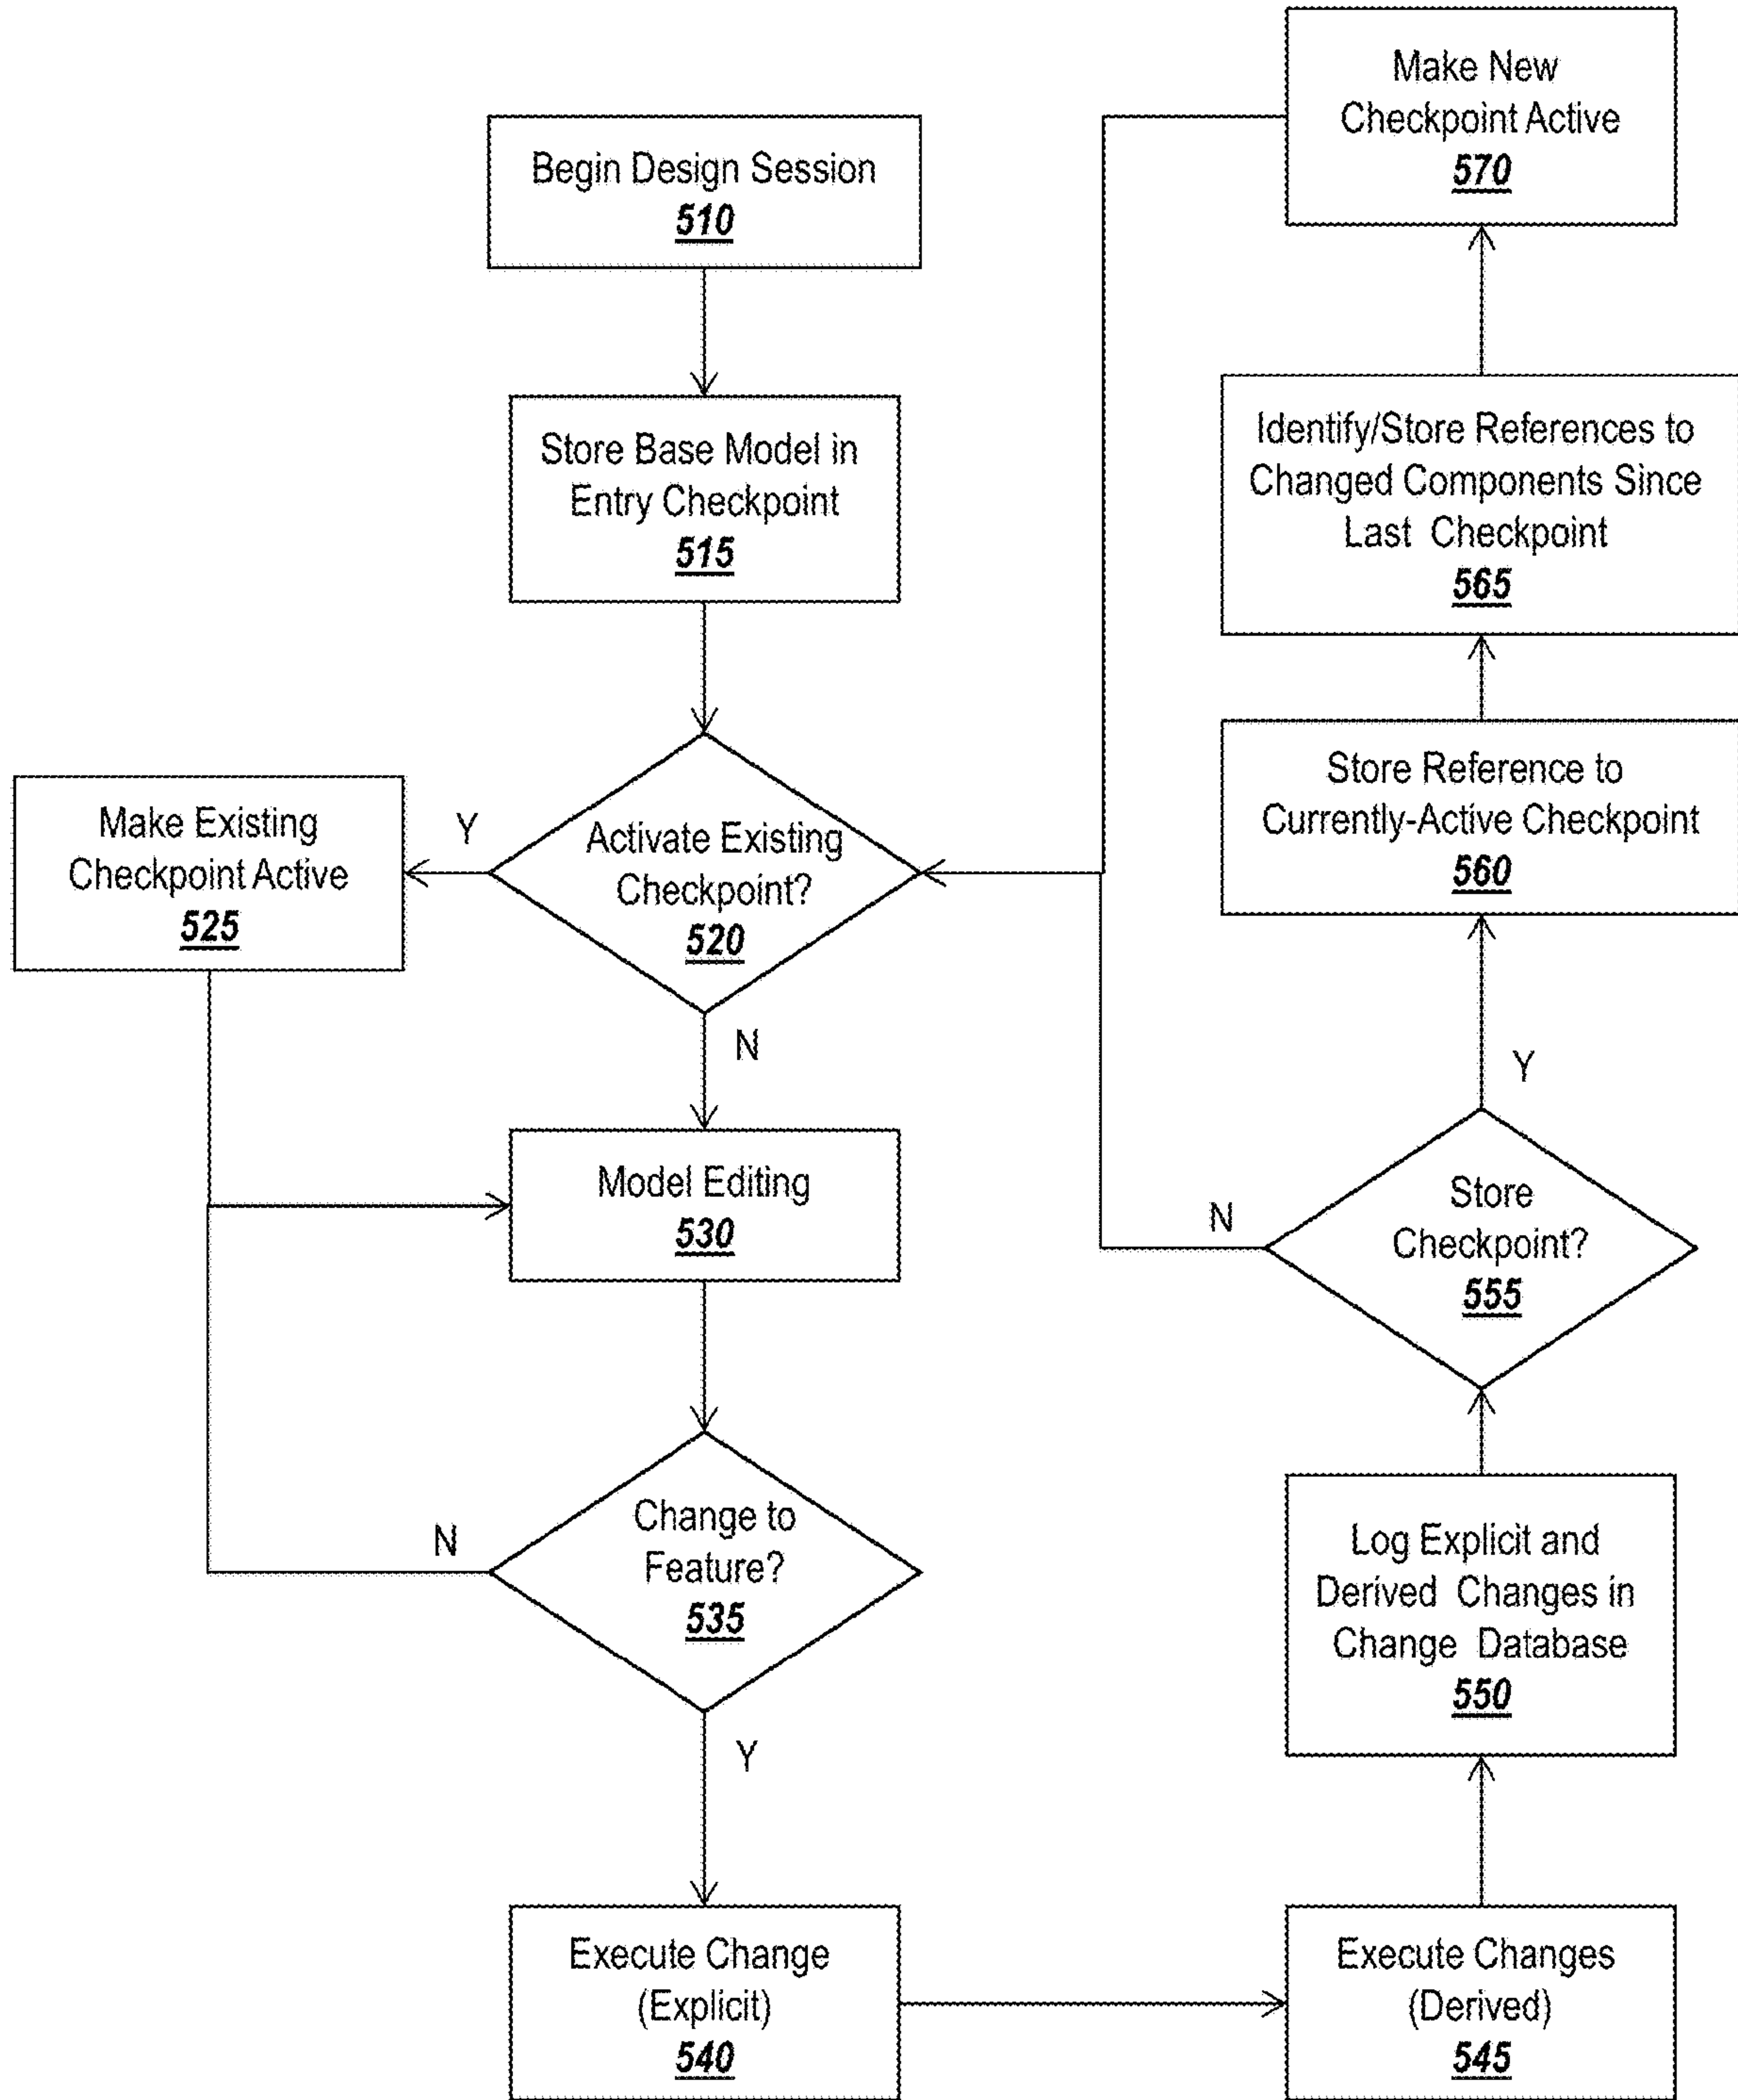 Begin Design Session
510
Store Base Model in
Entry Checkpoint
515
Activate Existing
Checkpoint?
520
Y
N
Make Existing
Checkpoint Active
525
Model Editing
530
Change to
Feature?
535
N
Y
Execute Change
(Explicit)
540
Execute Changes
(Derived)
545
Log Explicit and
Derived Changes in
Change Database
550
Store
Checkpoint?
555
N
Y
Store Reference to
Currently-Active Checkpoint
560
Identify/Store References to
Changed Components Since
Last Checkpoint
565
Make New
Checkpoint Active
570